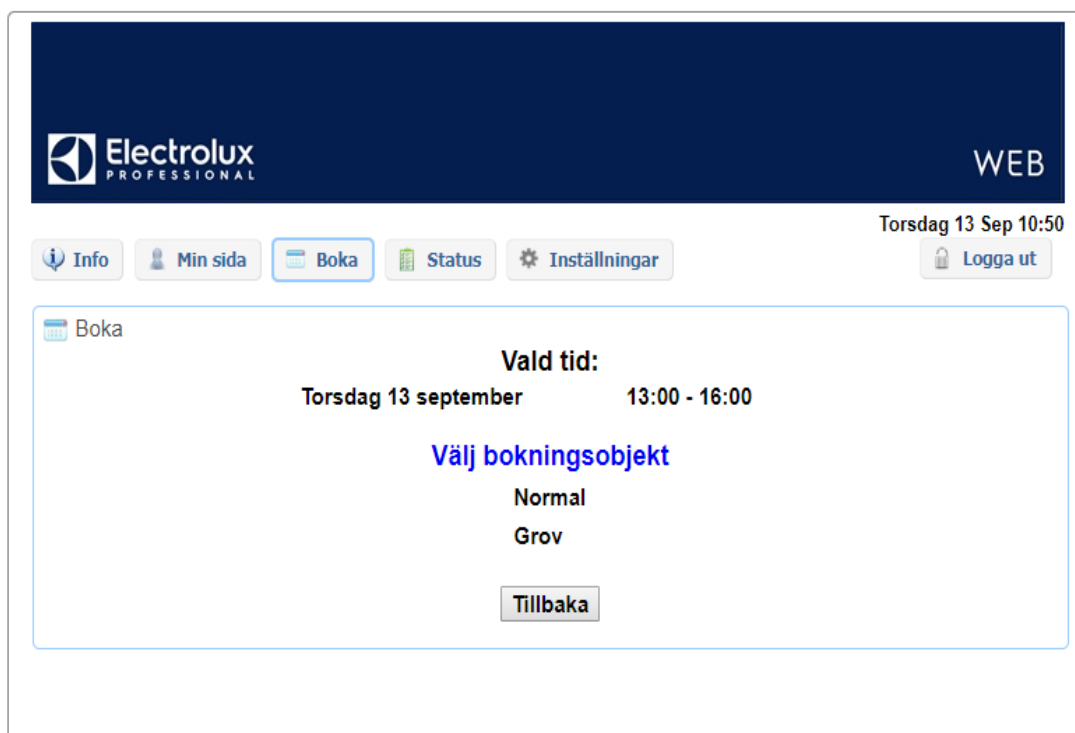 Electrolux
PROFESSIONAL
WEB
Torsdag 13 Sep 10:50
Info Min sida Boka Status Inställningar Logga ut
Boka
Vald tid:
Torsdag 13 september 13:00 - 16:00
Välj bokningsobjekt
Normal
Grov
Tillbaka